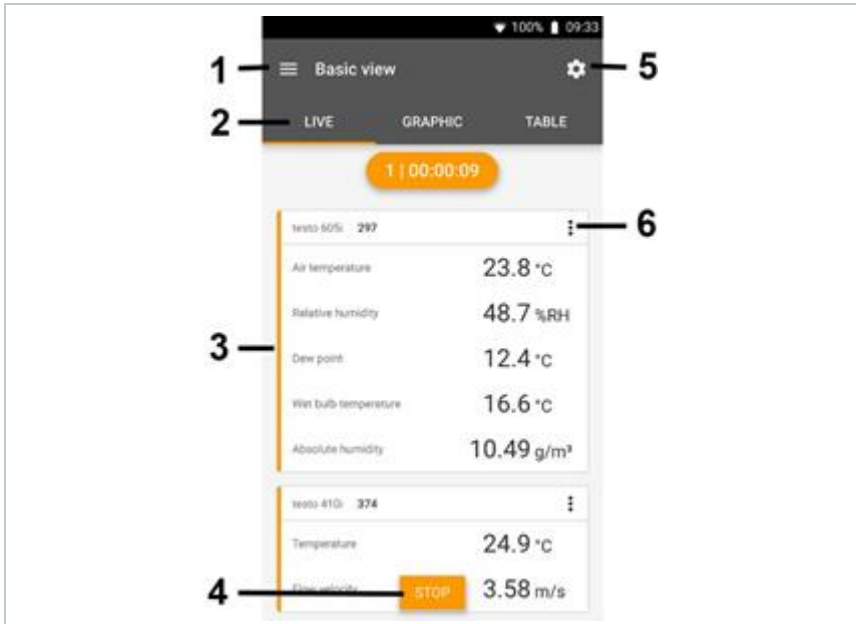 100% 09:33
1 Basic view 5
2 LIVE GRAPHIC TABLE
1 | 00:00:09
testo 605i 297 6
Air temperature 23.8 °C
Relative humidity 48.7 %RH
3
Dew point 12.4 °C
Wet bulb temperature 16.6 °C
Absolute humidity 10.49 g/m³
testo 410i 374
Temperature 24.9 °C
4 Flow velocity STOP 3.58 m/s